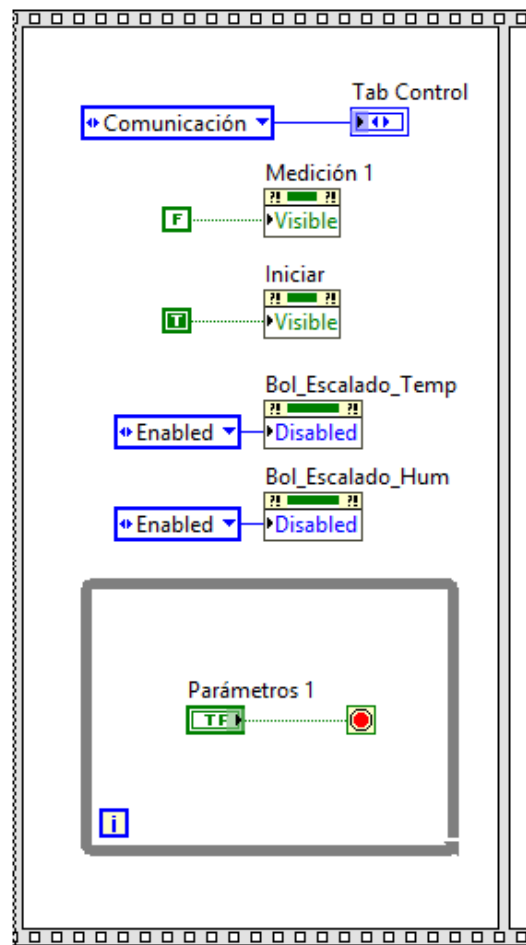 Tab Control
Comunicación
Medición 1
F
Visible
Iniciar
T
Visible
Bol_Escalado_Temp
Enabled
Disabled
Bol_Escalado_Hum
Enabled
Disabled
Parámetros 1
TF
i